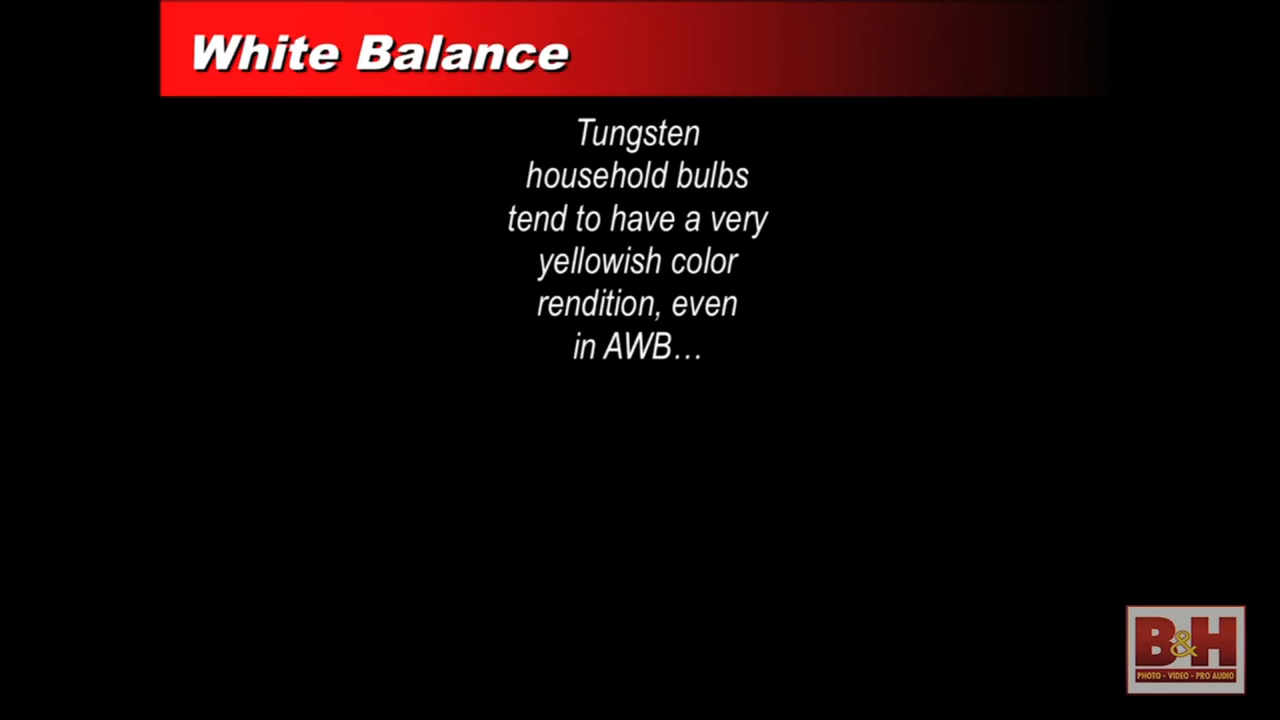 White Balance
Tungsten
household bulbs
tend to have a very
yellowish color
rendition, even
in AWB…
B&H
PHOTO - VIDEO - PRO AUDIO